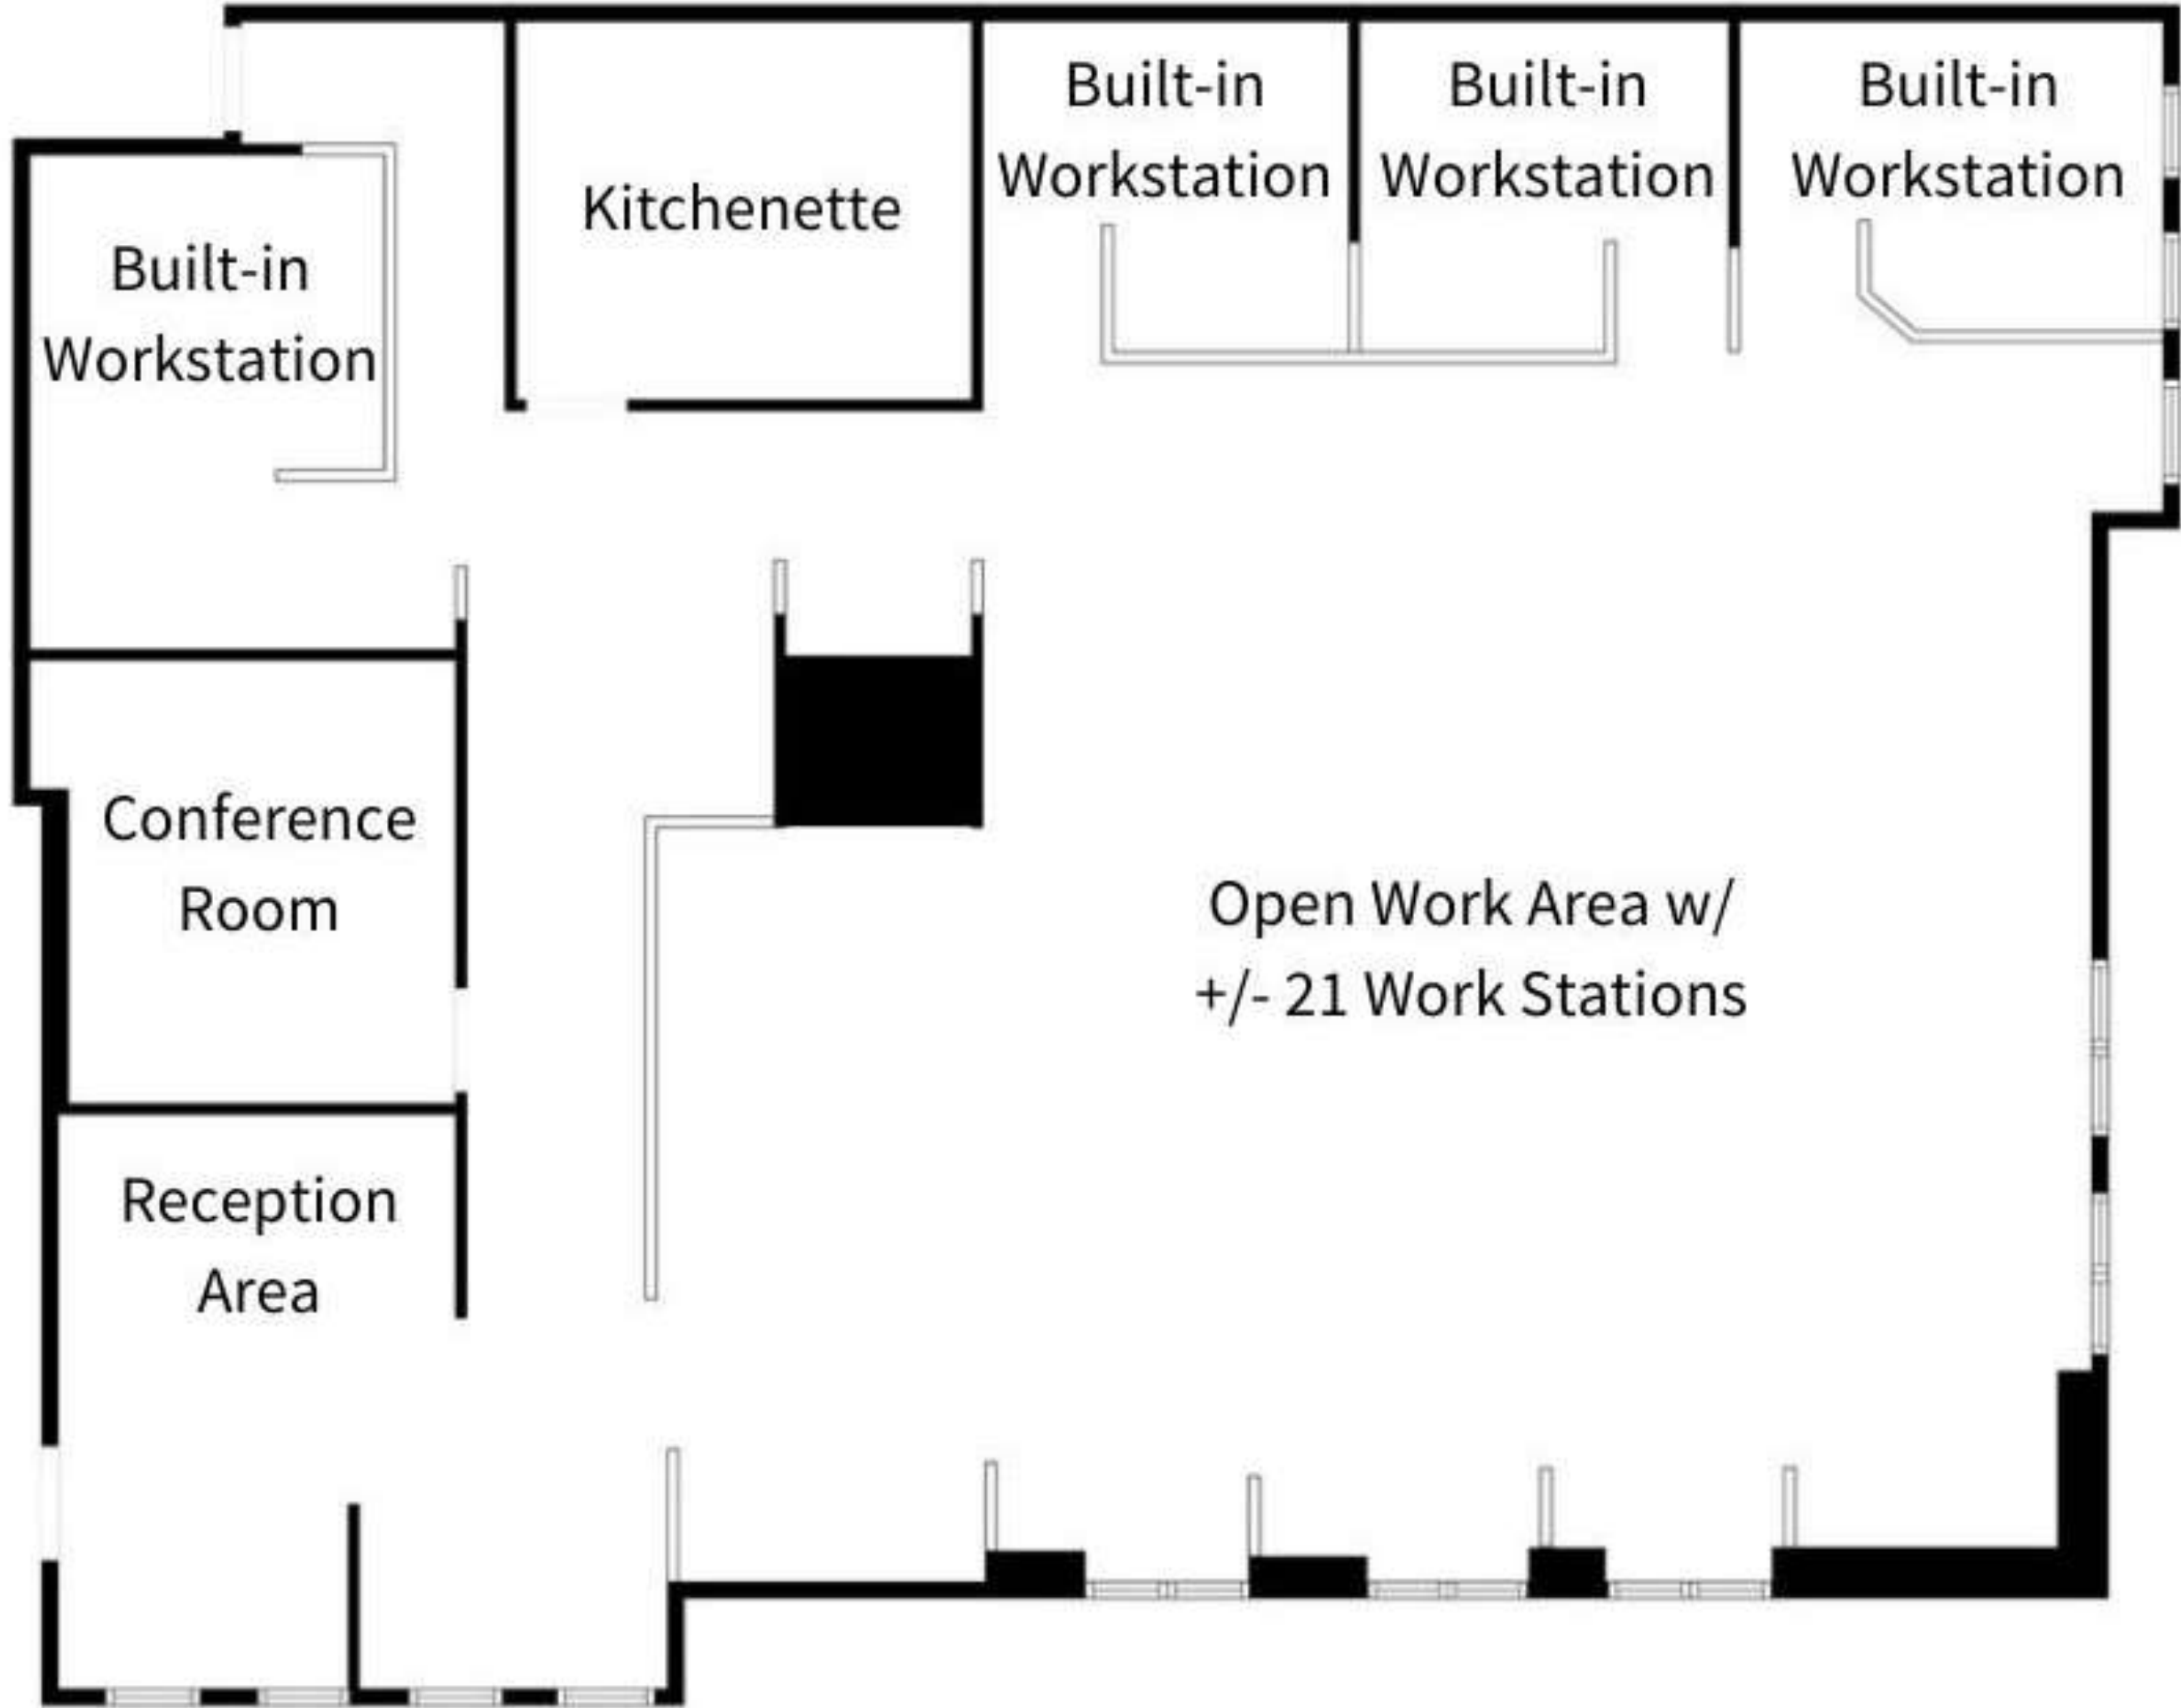 Built-in
Workstation
Built-in
Workstation
Built-in
Workstation
Kitchenette
Built-in
Workstation
Conference
Room
Open Work Area w/
+/- 21 Work Stations
Reception
Area